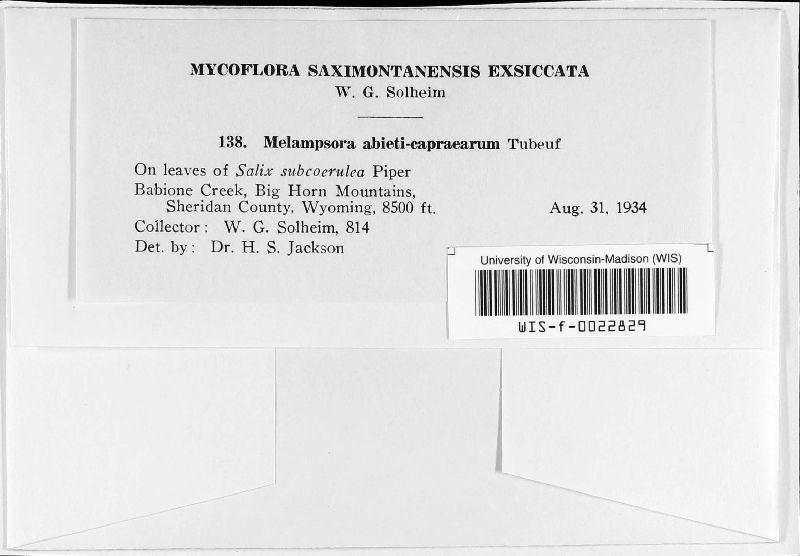 MYCOFLORA SAXIMONTANENSIS EXSICCATA
W. G. Solheim
138. Melampsora abieti-capraearum Tubeuf
On leaves of Salix subcoerulea Piper
Babione Creek, Big Horn Mountains,
Sheridan County, Wyoming, 8500 ft. Aug. 31, 1934
Collector: W. G. Solheim, 814
Det. by: Dr. H. S. Jackson
University of Wisconsin-Madison (WIS)
WIS-f-0022829